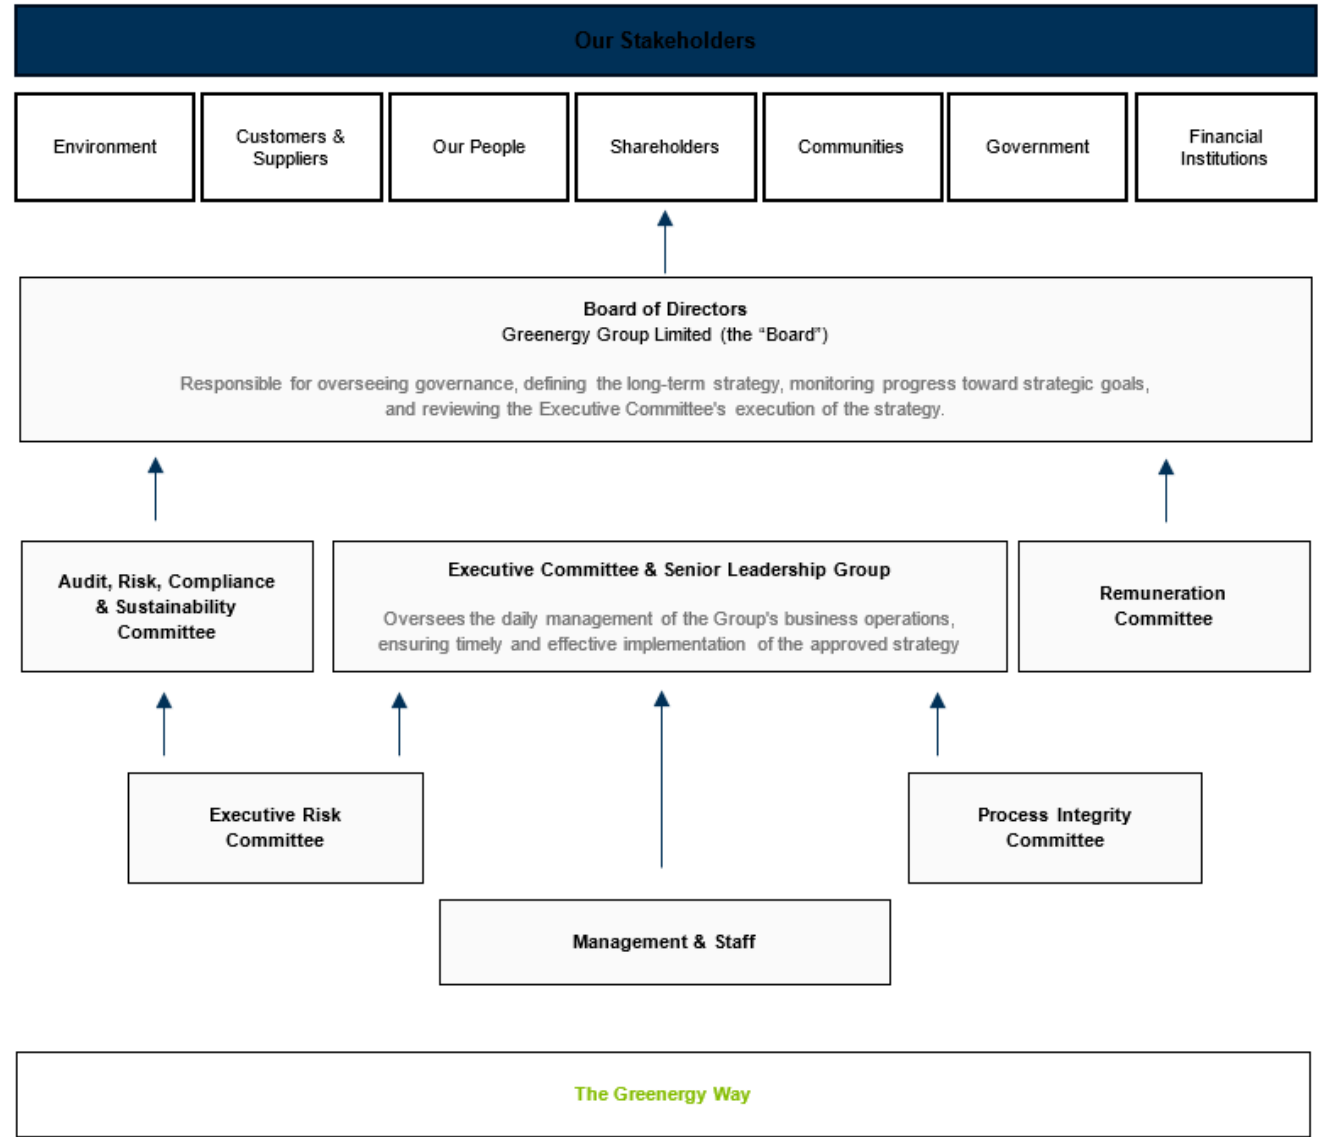 Our Stakeholders
Environment
Customers &
Suppliers
Our People
Shareholders
Communities
Government
Financial
Institutions
Board of Directors
Greenergy Group Limited (the “Board”)
Responsible for overseeing governance, defining the long-term strategy, monitoring progress toward strategic goals,
and reviewing the Executive Committee's execution of the strategy.
Audit, Risk, Compliance
& Sustainability
Committee
Executive Committee & Senior Leadership Group
Oversees the daily management of the Group's business operations,
ensuring timely and effective implementation of the approved strategy
Remuneration
Committee
Executive Risk
Committee
Process Integrity
Committee
Management & Staff
The Greenergy Way